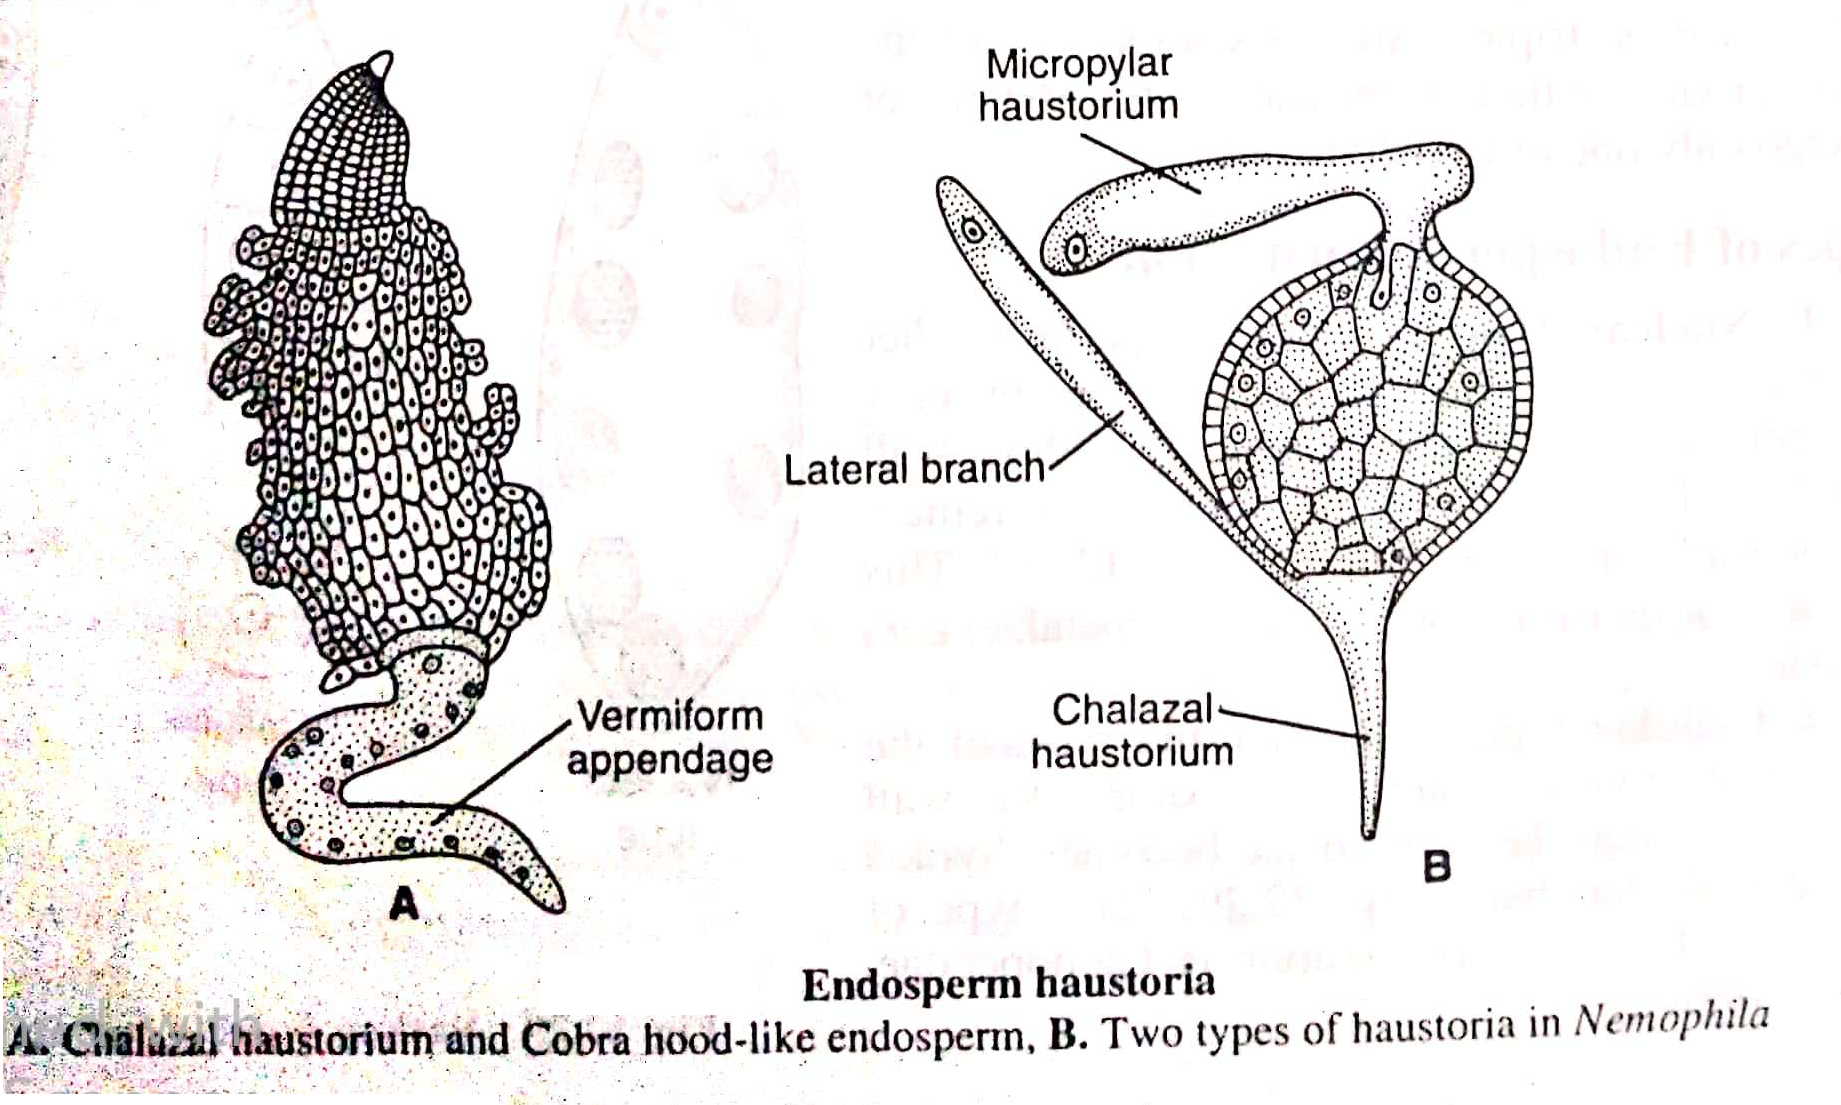 Micropylar
haustorium
Lateral branch
Vermiform
appendage
Chalazal
haustorium
A
B
Endosperm haustoria
A. Chalazal haustorium and Cobra hood-like endosperm, B. Two types of haustoria in Nemophila
with